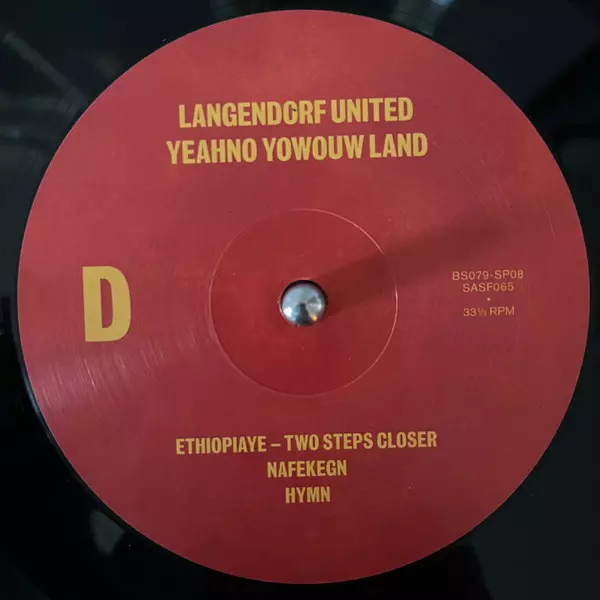 LANGENDORF UNITED
YEAHNO YOWOUW LAND
D
BS079-SP08
SASF065
•
33⅓ RPM
ETHIOPIAYE – TWO STEPS CLOSER
NAFEKEGN
HYMN